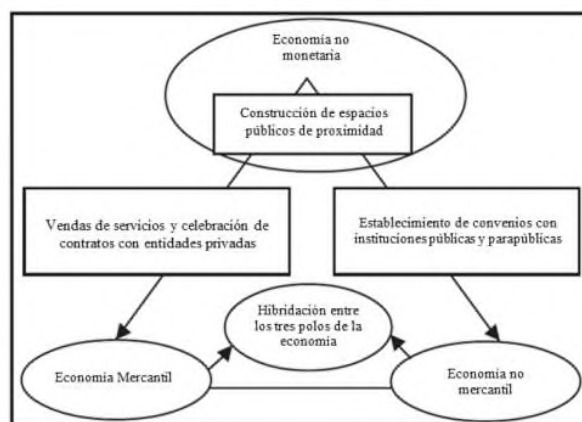 Economía no
monetaria
Construcción de espacios
públicos de proximidad
Vendas de servicios y celebración de
contratos con entidades privadas
Establecimiento de convenios con
instituciones públicas y parapúblicas
Hibridación entre
los tres polos de la
economía
Economía Mercantil
Economía no
mercantil